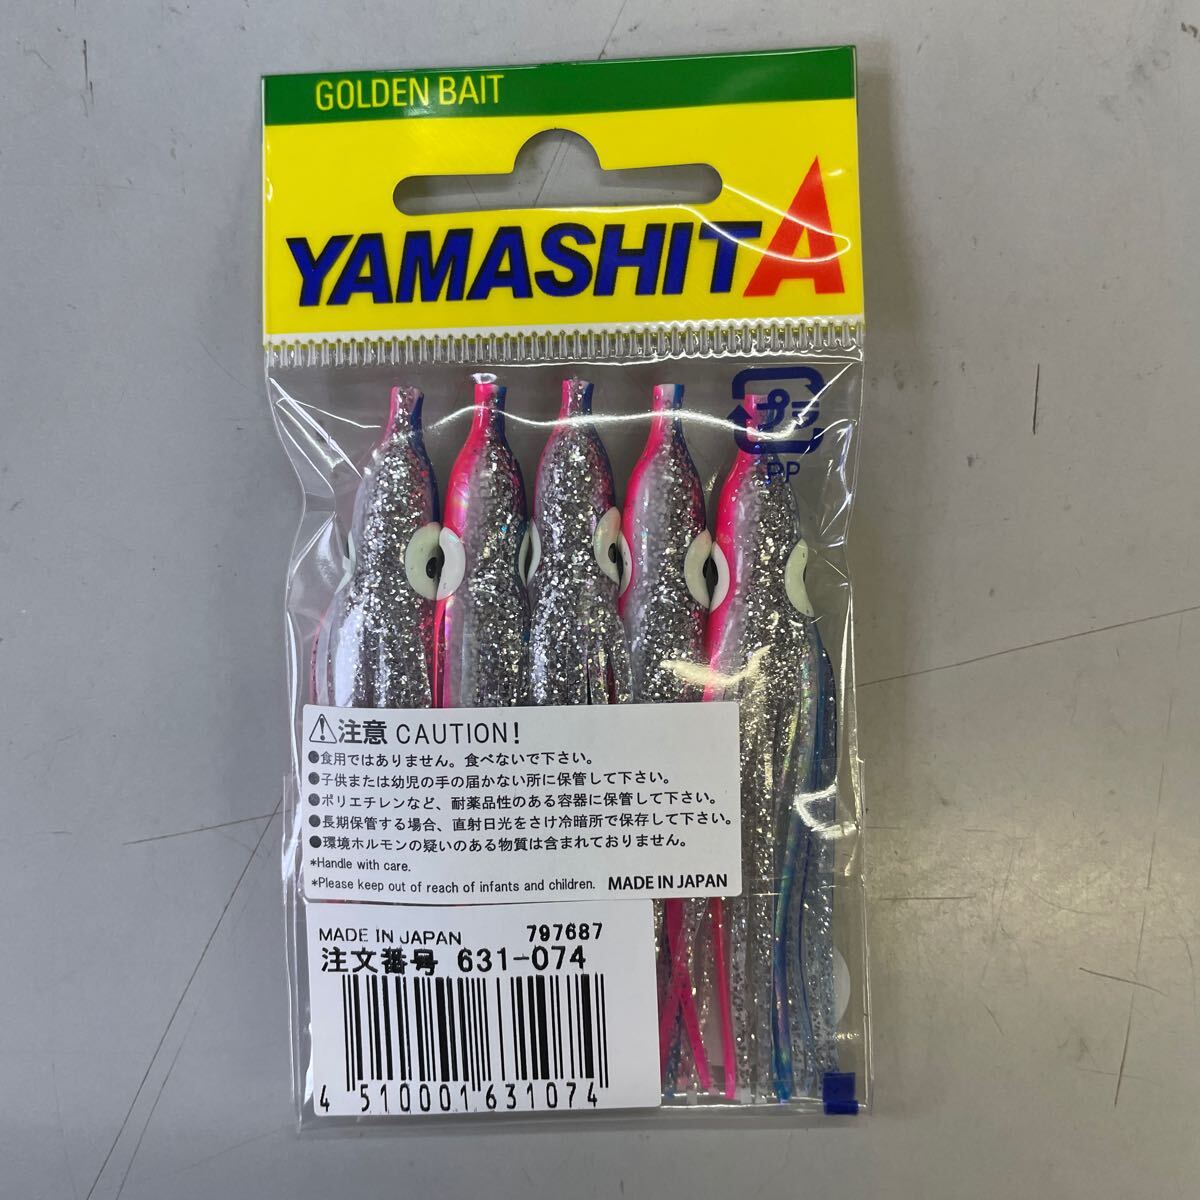 GOLDEN BAIT
YAMASHITA
プラ
PP
注意 CAUTION!
●食用ではありません。食べないで下さい。
●子供または幼児の手の届かない所に保管して下さい。
●ポリエチレンなど、耐薬品性のある容器に保管して下さい。
●長期保管する場合、直射日光をさけ冷暗所で保存して下さい。
●環境ホルモンの疑いのある物質は含まれておりません。
*Handle with care.
*Please keep out of reach of infants and children. MADE IN JAPAN
MADE IN JAPAN 797687
注文番号 631-074
4 510001 631074